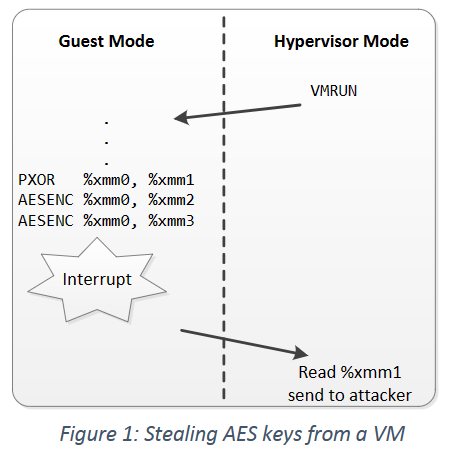 Guest Mode
Hypervisor Mode
VMRUN
.
.
.
PXOR %xmm0, %xmm1
AESENC %xmm0, %xmm2
AESENC %xmm0, %xmm3
Interrupt
Read %xmm1
send to attacker
Figure 1: Stealing AES keys from a VM